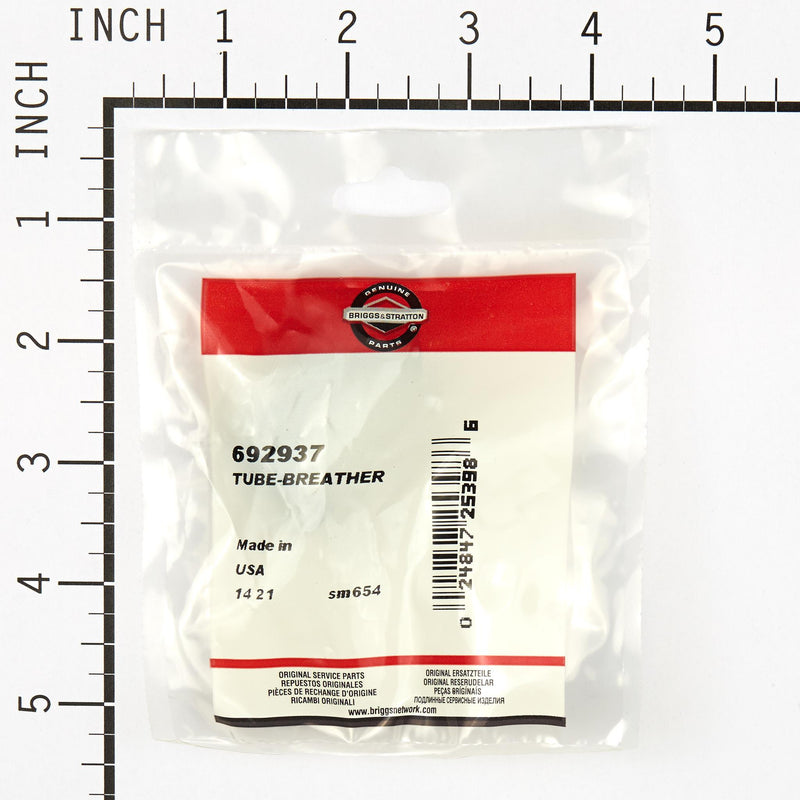 INCH 1 2 3 4 5
INCH
1
2
3
4
5
GENUINE
BRIGGS&STRATTON
®
PARTS
692937
TUBE-BREATHER
Made in
USA
14 21 sm654
0 24847 25398 6
ORIGINAL SERVICE PARTS
REPUESTOS ORIGINALES
PIÈCES DE RECHANGE D'ORIGINE
RICAMBI ORIGINALI
ORIGINAL ERSATZTEILE
ORIGINAL RESERUDELAR
PEÇAS ORIGINAIS
ПОДЛИННЫЕ СЕРВИСНЫЕ ИЗДЕЛИЯ
www.briggsnetwork.com